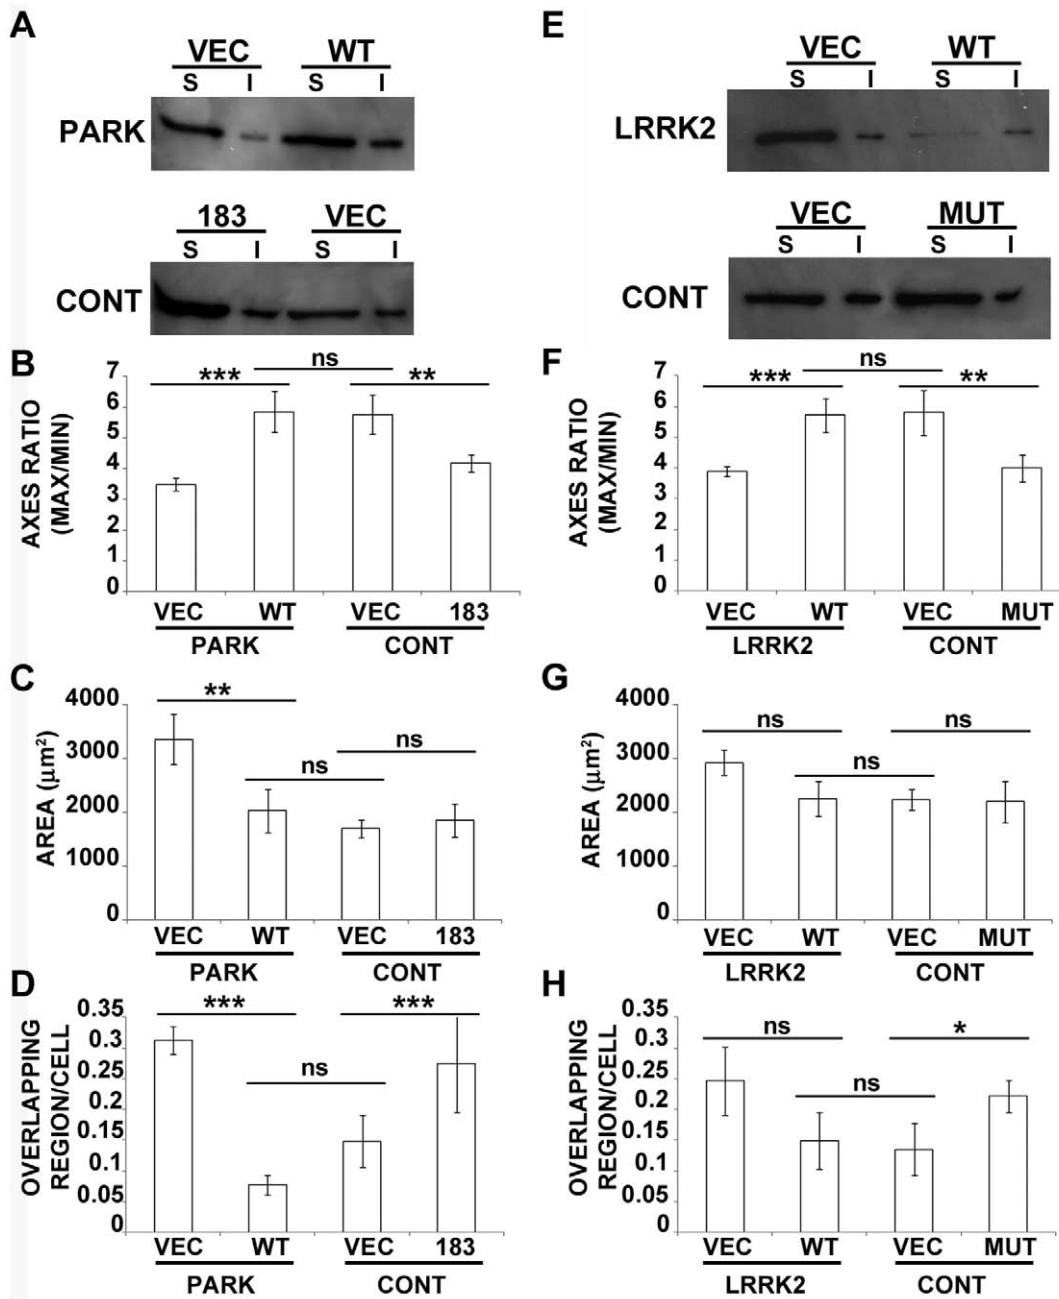 A
VEC WT
S I S I
PARK
183 VEC
S I S I
CONT
E
VEC WT
S I S I
LRRK2
VEC MUT
S I S I
CONT
B
AXES RATIO
(MAX/MIN)
7
6
5
4
3
2
1
0
*** ns **
VEC WT VEC 183
PARK CONT
F
AXES RATIO
(MAX/MIN)
7
6
5
4
3
2
1
0
*** ns **
VEC WT VEC MUT
LRRK2 CONT
C
AREA (μm²)
4000
3000
2000
1000
0
** ns ns
VEC WT VEC 183
PARK CONT
G
AREA (μm²)
4000
3000
2000
1000
0
ns ns ns
VEC WT VEC MUT
LRRK2 CONT
D
OVERLAPPING
REGION/CELL
0.35
0.3
0.25
0.2
0.15
0.1
0.05
0
*** ns ***
VEC WT VEC 183
PARK CONT
H
OVERLAPPING
REGION/CELL
0.35
0.3
0.25
0.2
0.15
0.1
0.05
0
ns ns *
VEC WT VEC MUT
LRRK2 CONT